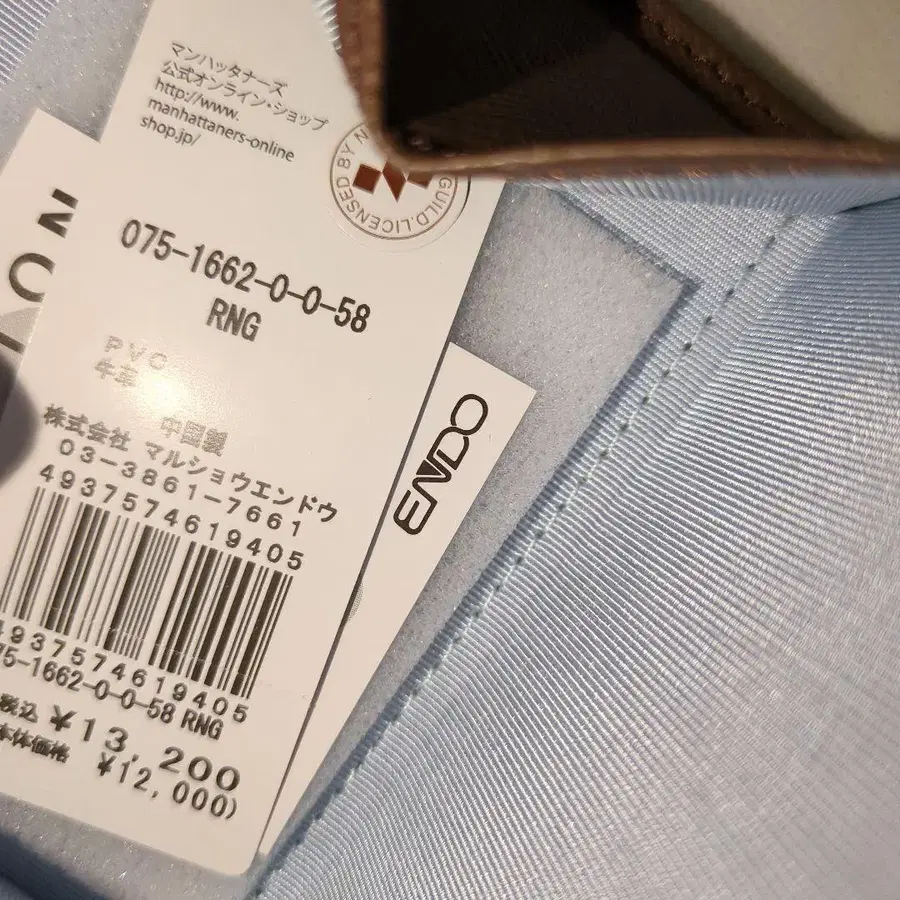 マンハッタナーズ
公式オンライン・ショップ
http://www.
manhattaners-online
shop.jp/
GUILD.LICENSED BY N
075-1662-0-0-58
RNG
PVC
牛革
中国製
株式会社 マルショウエンドウ
03-3861-7661
4937574619405
4937574619405
75-1662-0-0-58 RNG
税込 ¥13,200
本体価格 ¥12,000)
ENDO